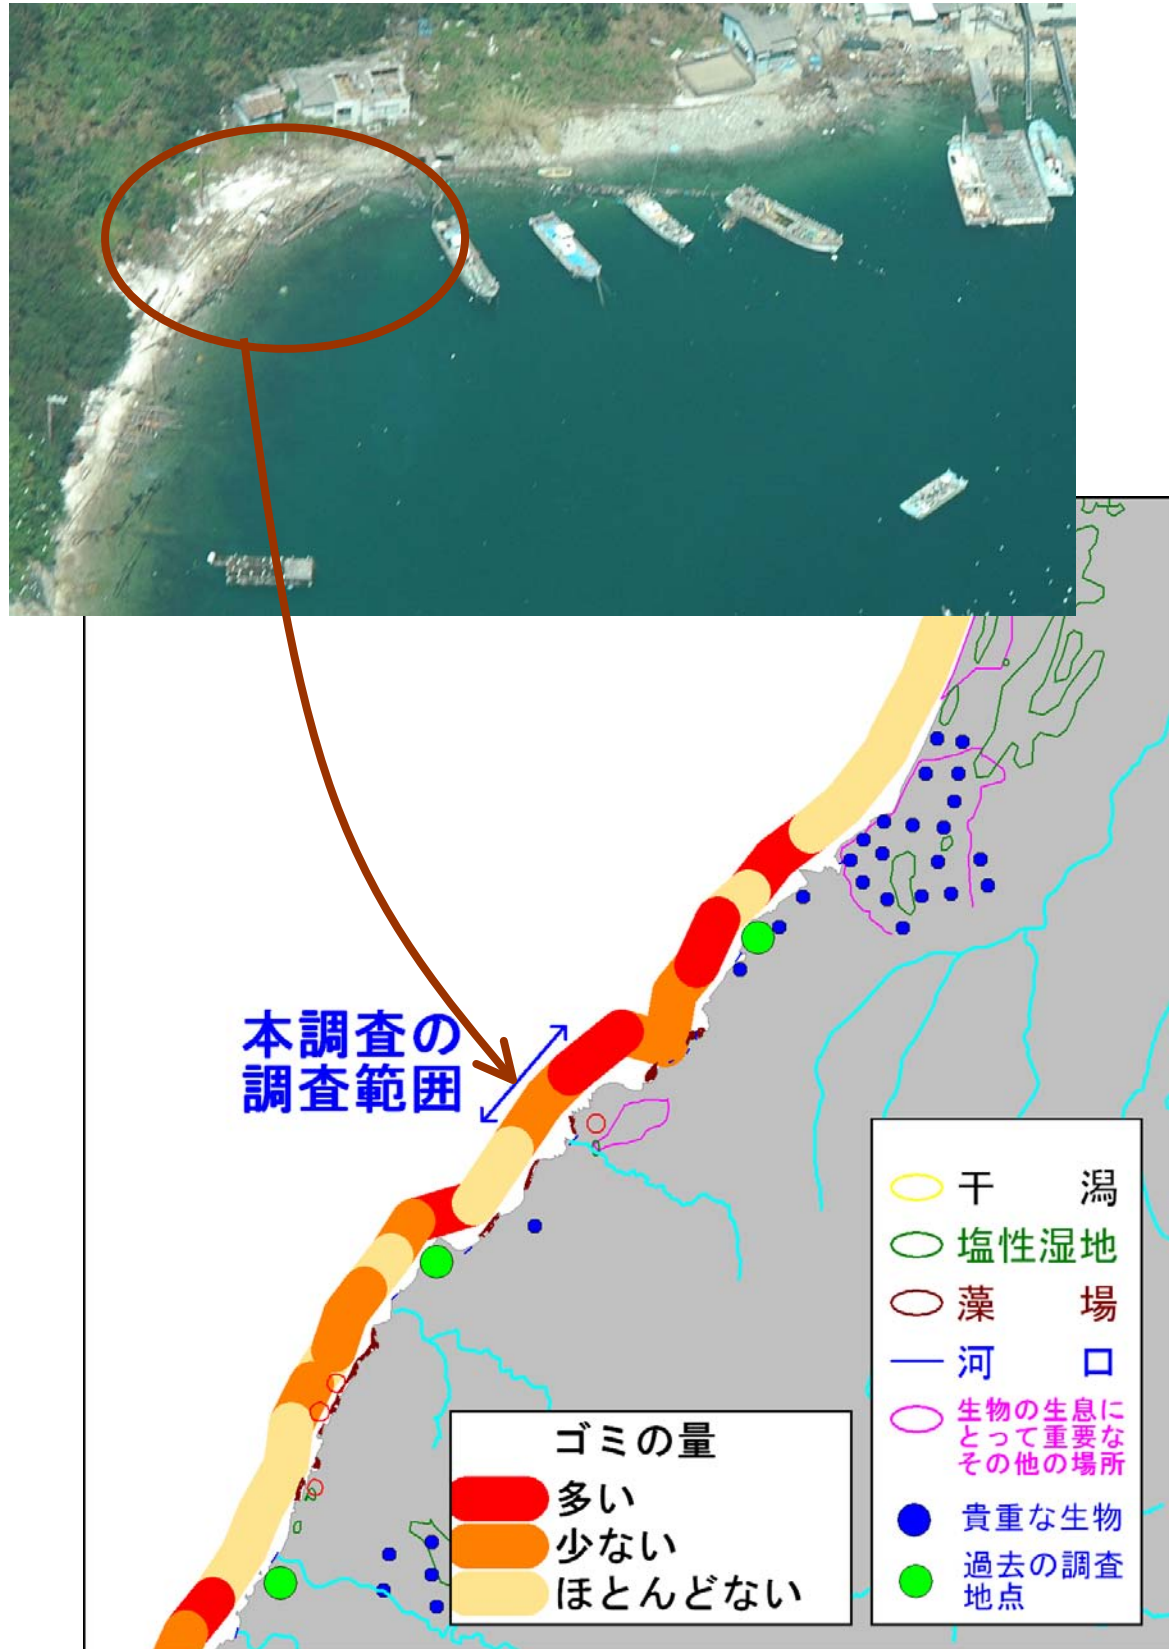 本調査の
調査範囲
干 潟
塩性湿地
藻 場
河 口
生物の生息に
とって重要な
その他の場所
貴重な生物
過去の調査
地点
ゴミの量
多い
少ない
ほとんどない